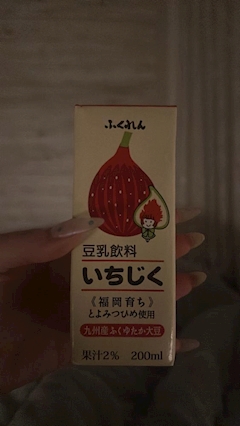 ふくれん
豆乳飲料
いちじく
《福岡育ち》
とよみつひめ使用
九州産ふくゆたか大豆
果汁2% 200ml